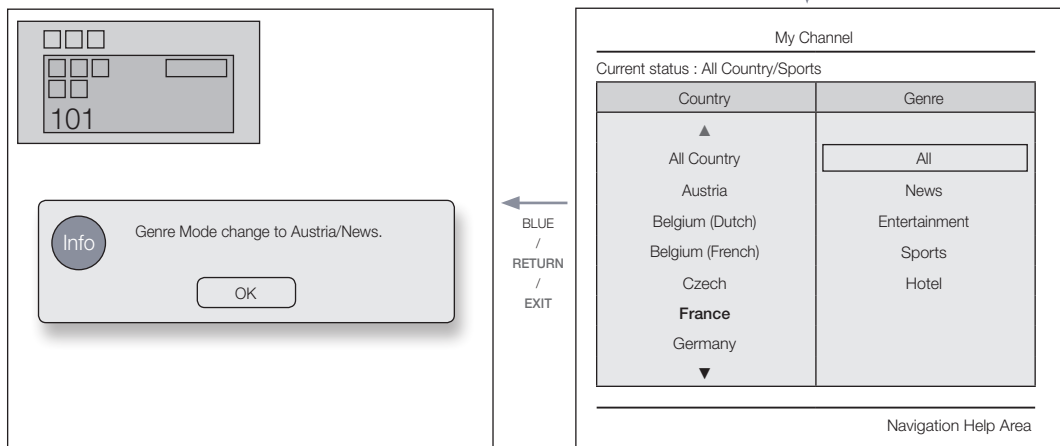 101
Info
Genre Mode change to Austria/News.
OK
BLUE
/
RETURN
/
EXIT
My Channel
Current status : All Country/Sports
Country Genre
▲
All Country All
Austria News
Belgium (Dutch) Entertainment
Belgium (French) Sports
Czech Hotel
France
Germany
▼
Navigation Help Area